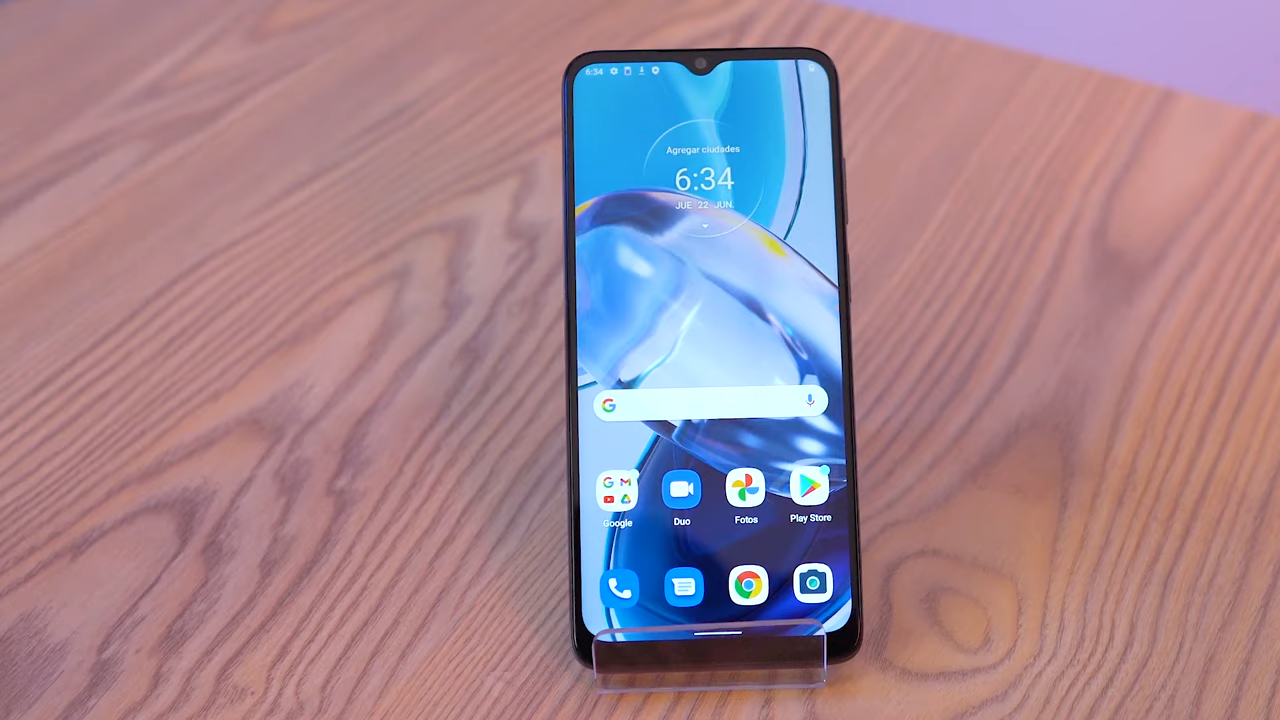 6:34
Agregar ciudades
6:34
JUE 22 JUN.
Google
Duo
Fotos
Play Store